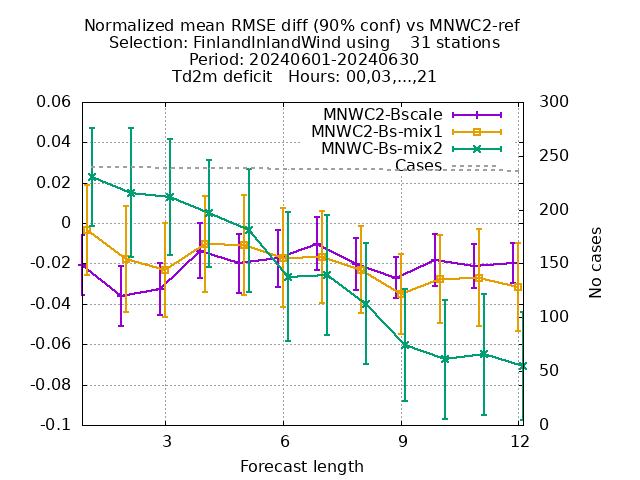 Normalized mean RMSE diff (90% conf) vs MNWC2-ref
Selection: FinlandInlandWind using    31 stations
Period: 20240601-20240630
Td2m deficit   Hours: 00,03,...,21
MNWC2-Bscale
MNWC2-Bs-mix1
MNWC-Bs-mix2
Cases
0.06
0.04
0.02
0
-0.02
-0.04
-0.06
-0.08
-0.1
300
250
200
150
100
50
0
No cases
3
6
9
12
Forecast length